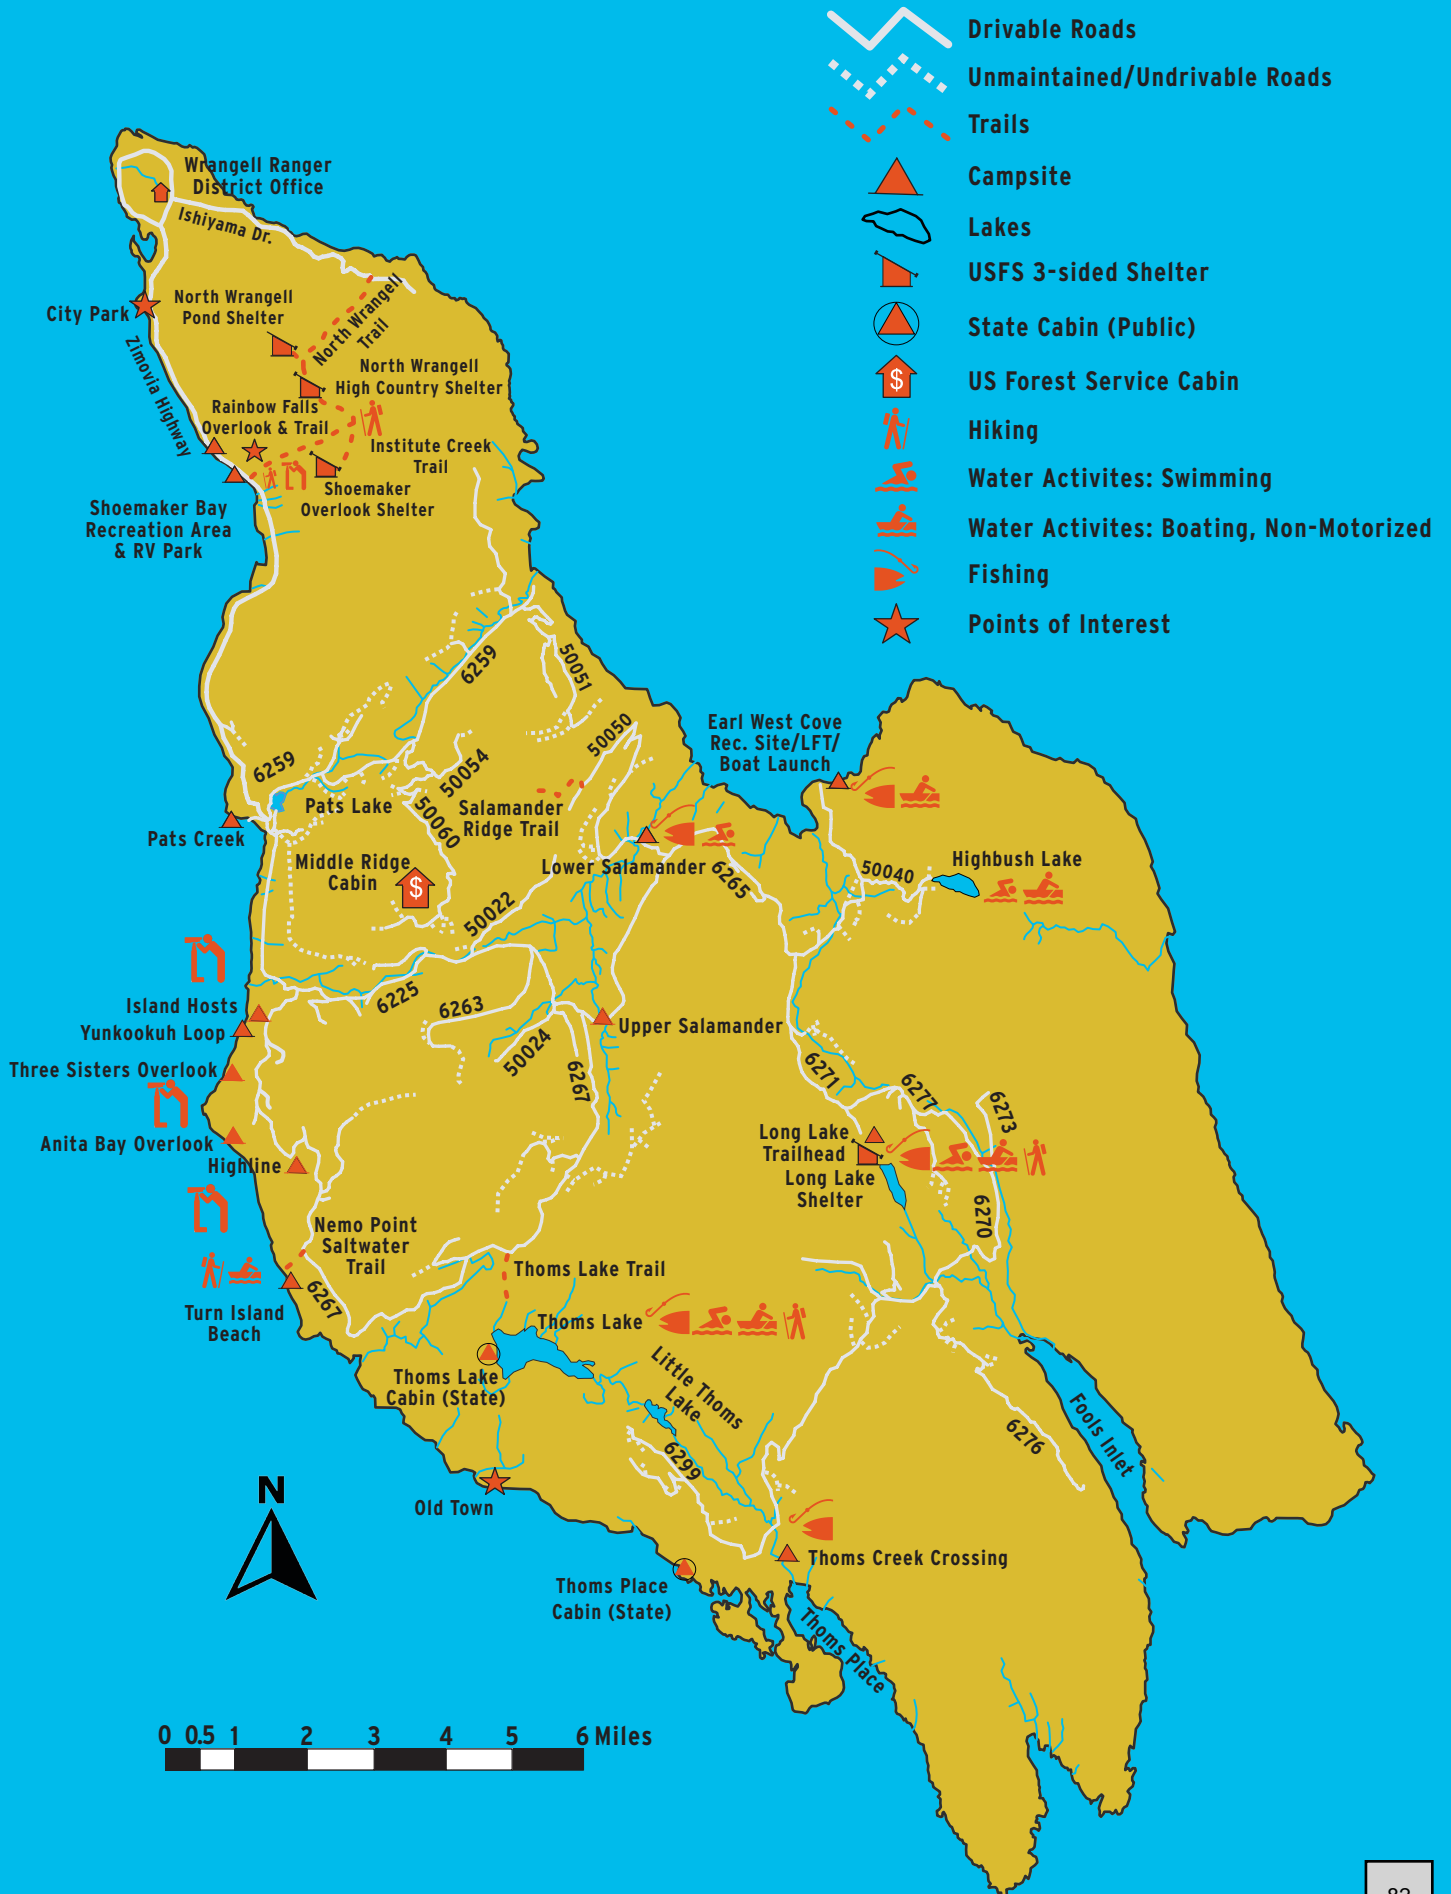 Drivable Roads
Unmaintained/Undrivable Roads
Trails
Campsite
Lakes
USFS 3-sided Shelter
State Cabin (Public)
$
US Forest Service Cabin
Hiking
Water Activites: Swimming
Water Activites: Boating, Non-Motorized
Fishing
Points of Interest
Wrangell Ranger
District Office
Ishiyama Dr.
City Park
North Wrangell
Pond Shelter
North Wrangell
Trail
Zimovia Highway
North Wrangell
High Country Shelter
Rainbow Falls
Overlook & Trail
Institute Creek
Trail
Shoemaker
Overlook Shelter
Shoemaker Bay
Recreation Area
& RV Park
6259
50051
50050
Earl West Cove
Rec. Site/LFT/
Boat Launch
6259
50054
Pats Lake
50060
Salamander
Ridge Trail
Pats Creek
Middle Ridge
Cabin
$
Lower Salamander
6265
50040
Highbush Lake
50022
Island Hosts
6225
6263
Yunkookuh Loop
Upper Salamander
50024
Three Sisters Overlook
6267
6271
6277
6273
Anita Bay Overlook
Long Lake
Trailhead
Highline
Long Lake
Shelter
6270
Nemo Point
Saltwater
Trail
Thoms Lake Trail
6267
Turn Island
Beach
Thoms Lake
Thoms Lake
Cabin (State)
Little Thoms
Lake
Fools Inlet
6276
6299
Old Town
N
Thoms Creek Crossing
Thoms Place
Cabin (State)
Thoms Place
0 0.5 1 2 3 4 5 6 Miles